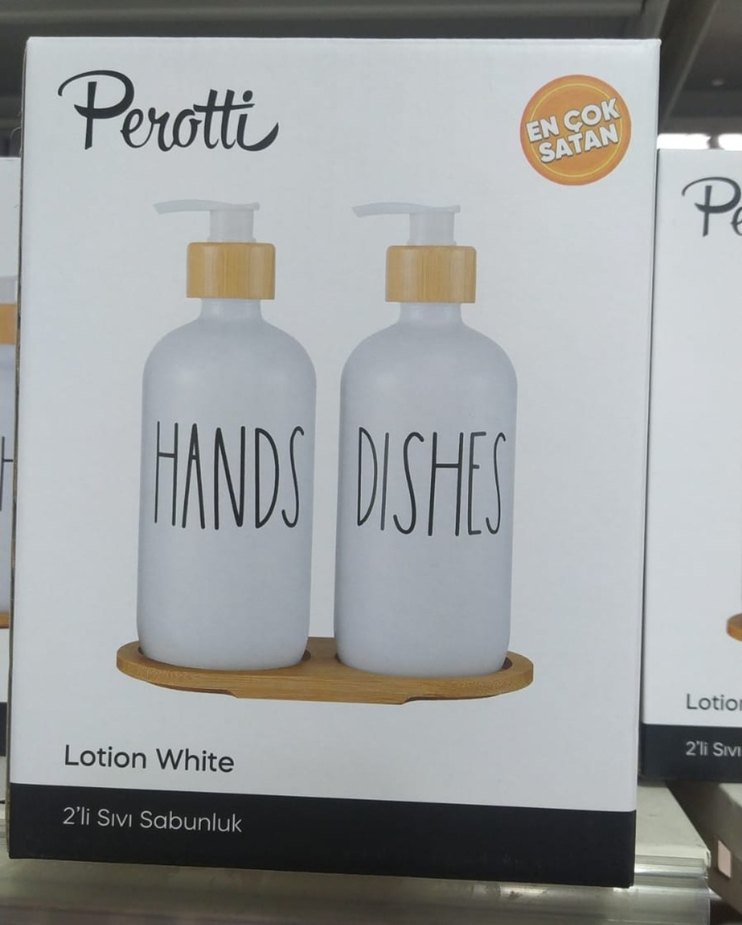 Perotti
EN ÇOK
SATAN
HANDS
DISHES
Lotion White
2'li Sıvı Sabunluk